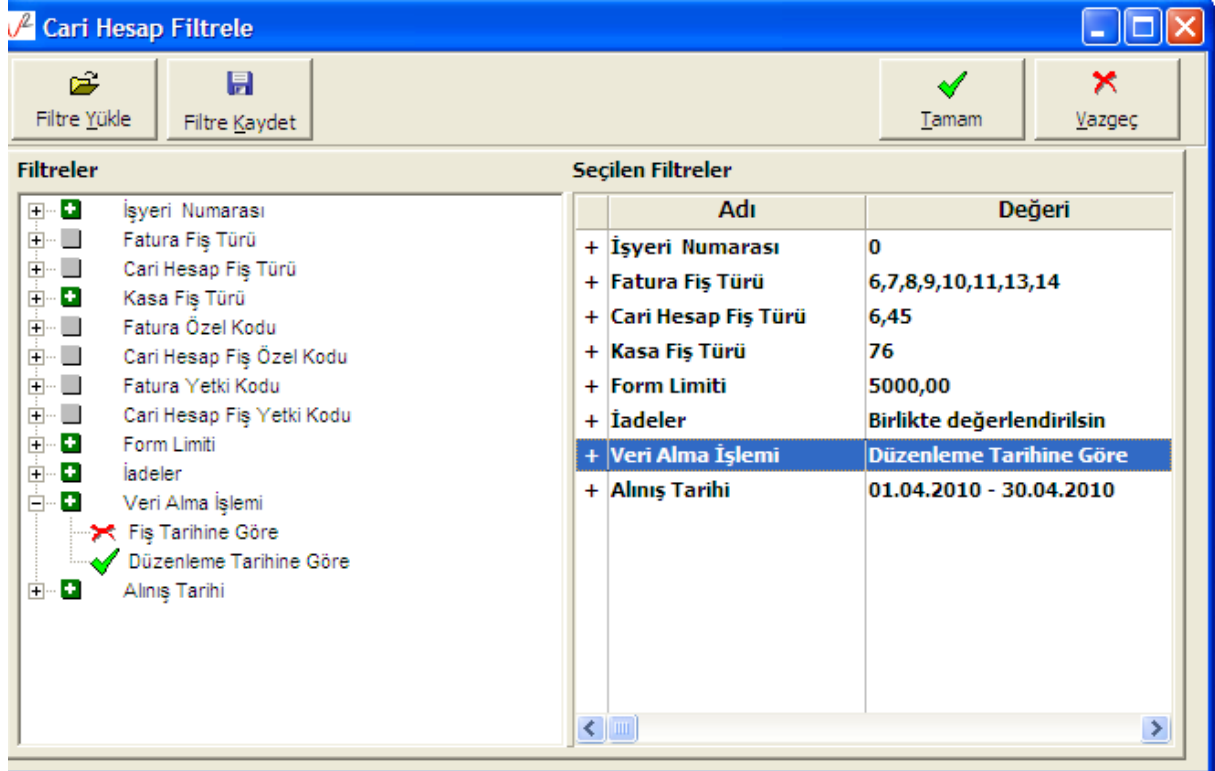 Cari Hesap Filtrele
Filtre Yükle
Filtre Kaydet
Tamam
Vazgeç
Filtreler
İşyeri Numarası
Fatura Fiş Türü
Cari Hesap Fiş Türü
Kasa Fiş Türü
Fatura Özel Kodu
Cari Hesap Fiş Özel Kodu
Fatura Yetki Kodu
Cari Hesap Fiş Yetki Kodu
Form Limiti
İadeler
Veri Alma İşlemi
Fiş Tarihine Göre
Düzenleme Tarihine Göre
Alınış Tarihi
Seçilen Filtreler
Adı Değeri
+ İşyeri Numarası 0
+ Fatura Fiş Türü 6,7,8,9,10,11,13,14
+ Cari Hesap Fiş Türü 6,45
+ Kasa Fiş Türü 76
+ Form Limiti 5000,00
+ İadeler Birlikte değerlendirilsin
+ Veri Alma İşlemi Düzenleme Tarihine Göre
+ Alınış Tarihi 01.04.2010 - 30.04.2010